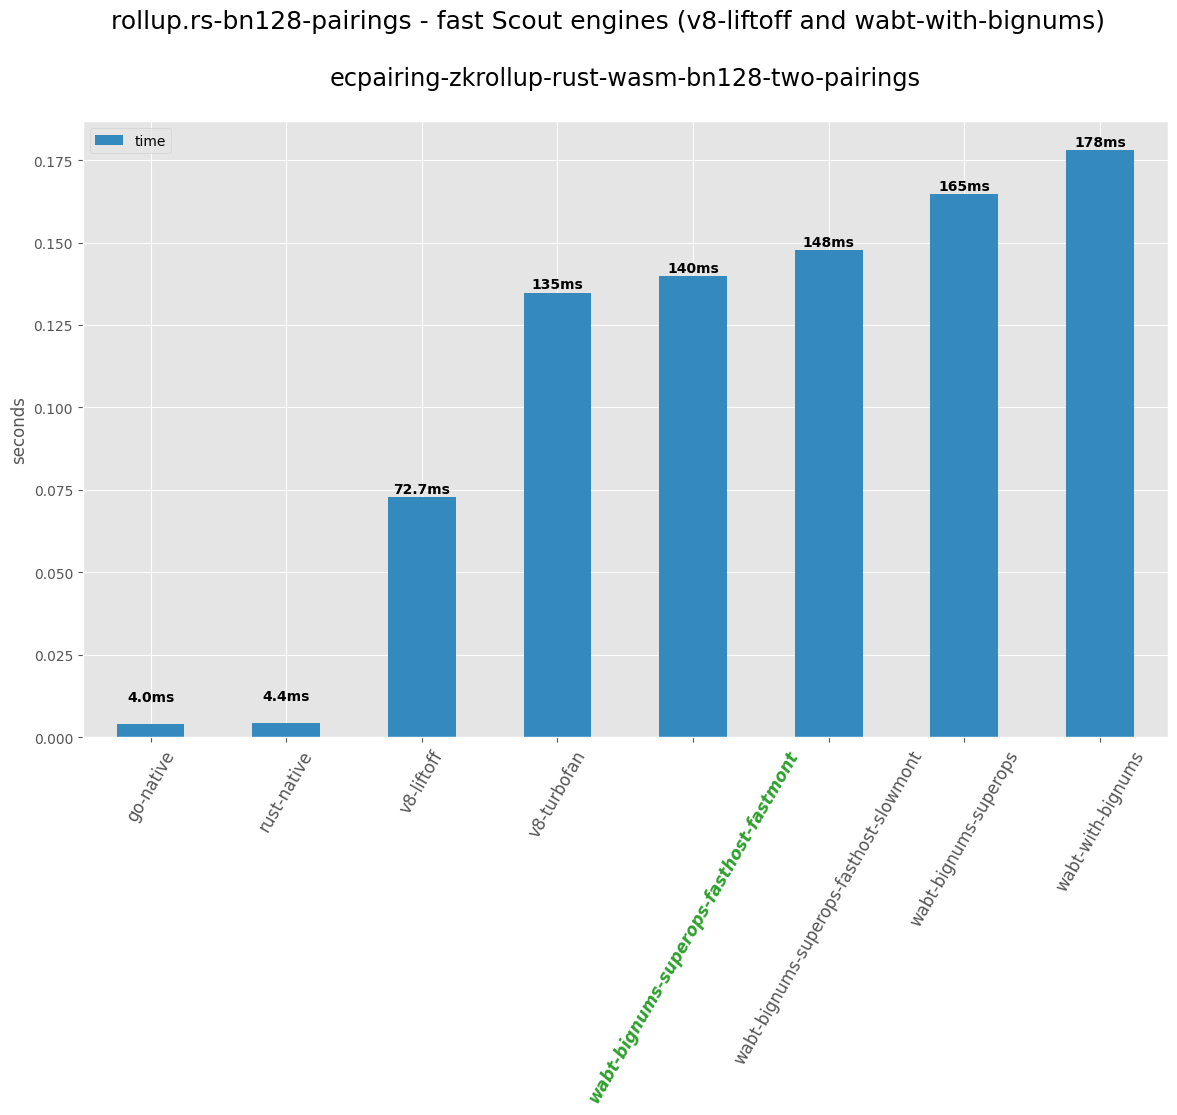 rollup.rs-bn128-pairings - fast Scout engines (v8-liftoff and wabt-with-bignums)
ecpairing-zkrollup-rust-wasm-bn128-two-pairings
time
seconds
0.175
0.150
0.125
0.100
0.075
0.050
0.025
0.000
4.0ms
4.4ms
72.7ms
135ms
140ms
148ms
165ms
178ms
go-native
rust-native
v8-liftoff
v8-turbofan
wabt-bignums-superops-fasthost-fastmont
wabt-bignums-superops-fasthost-slowmont
wabt-bignums-superops
wabt-with-bignums